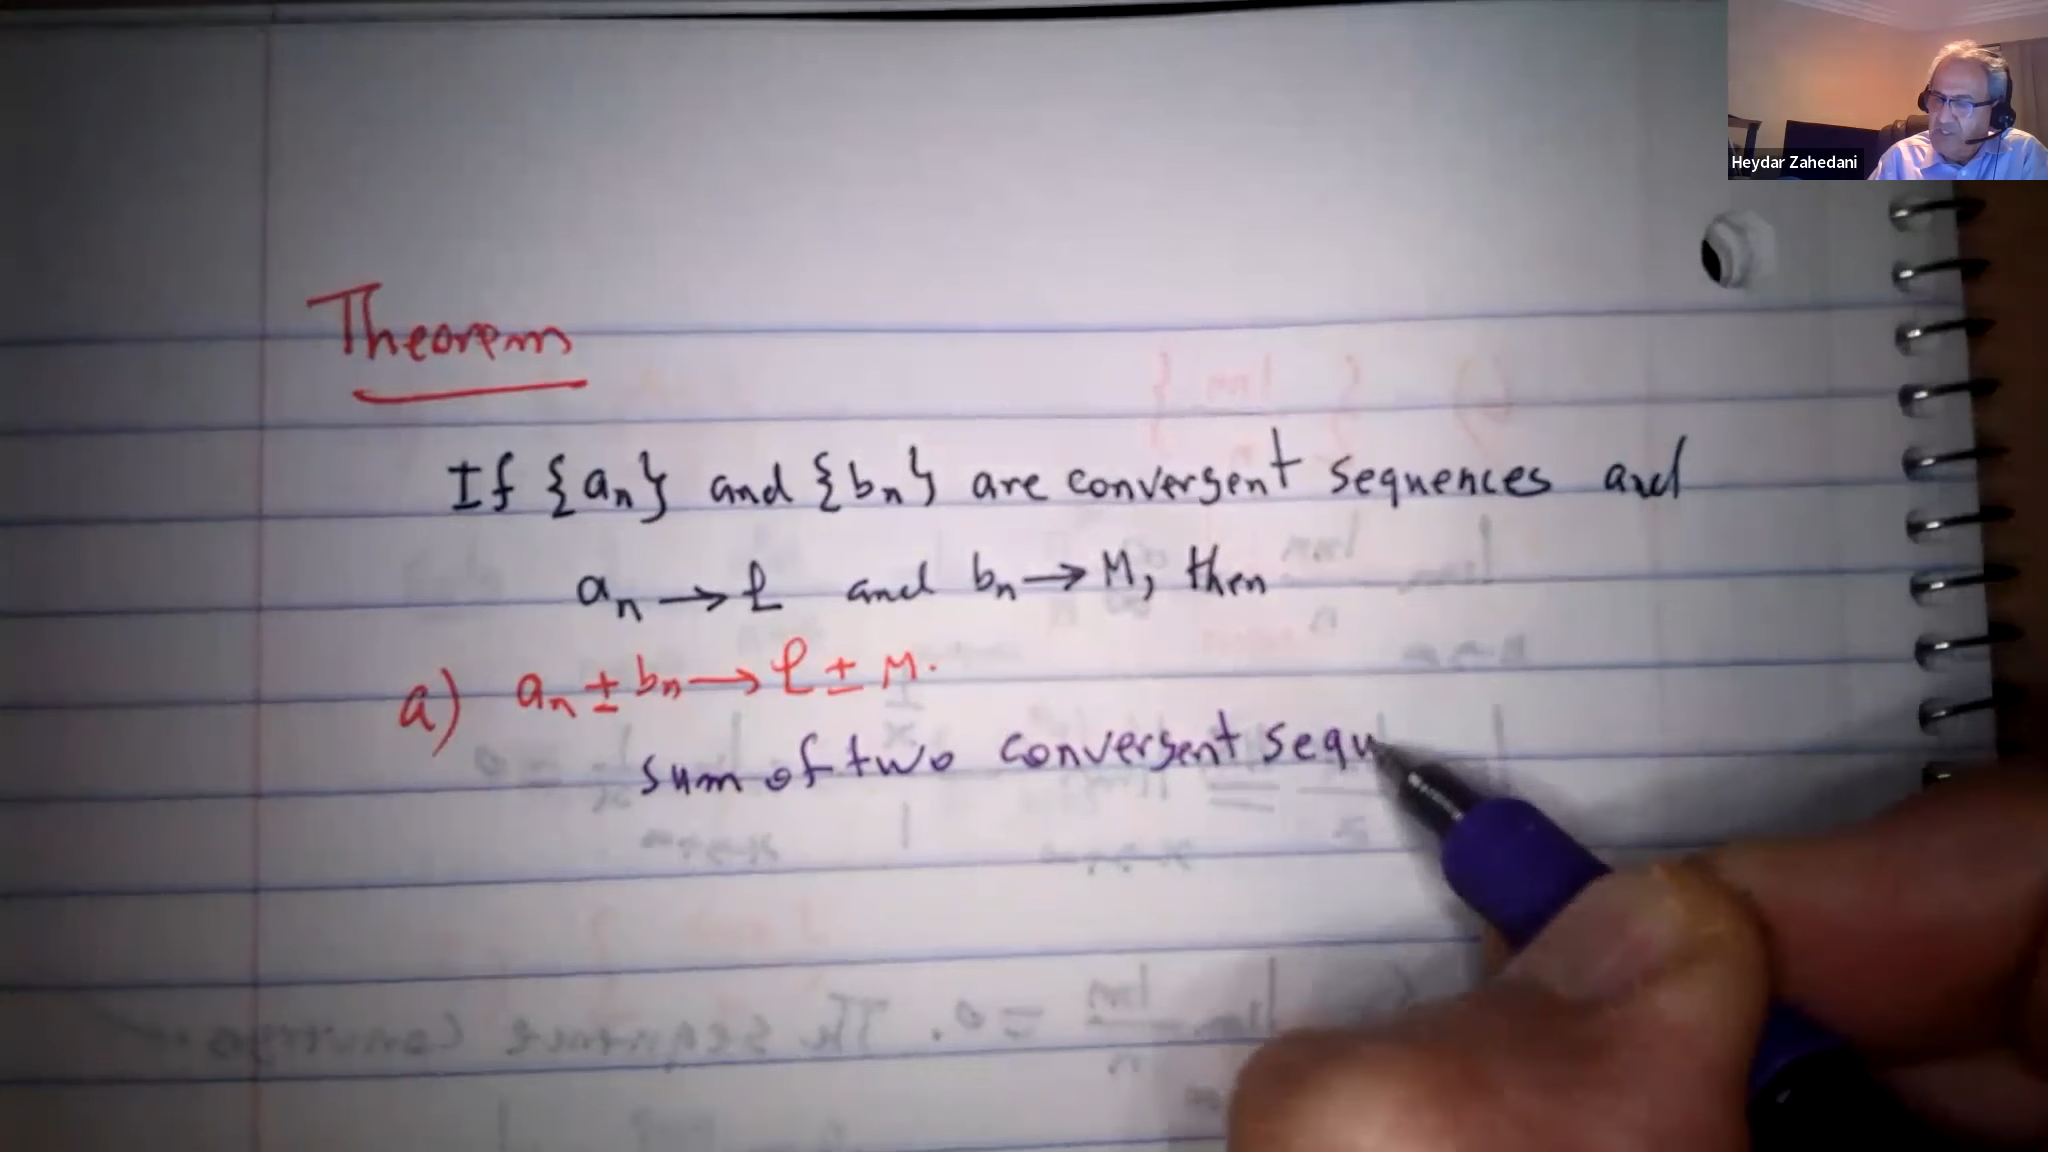 Heydar Zahedani
Theorem
If {aₙ} and {bₙ} are convergent sequences and
aₙ → ℓ and bₙ → M, then
a) aₙ ± bₙ → ℓ ± M.
sum of two convergent sequ